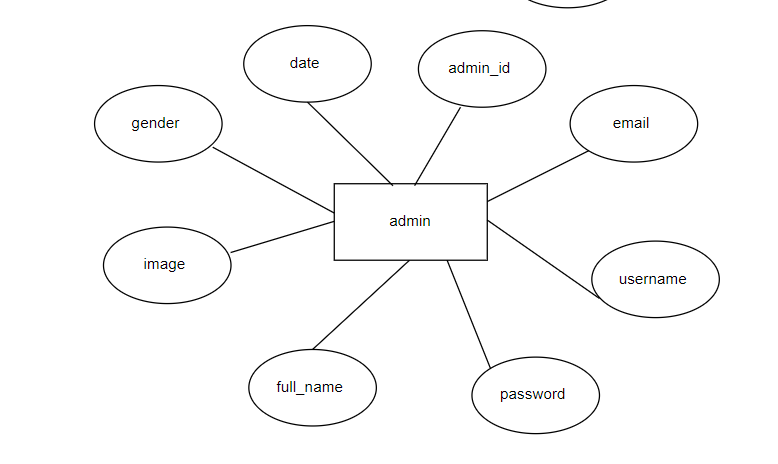 date
admin_id
gender
email
admin
image
username
full_name
password